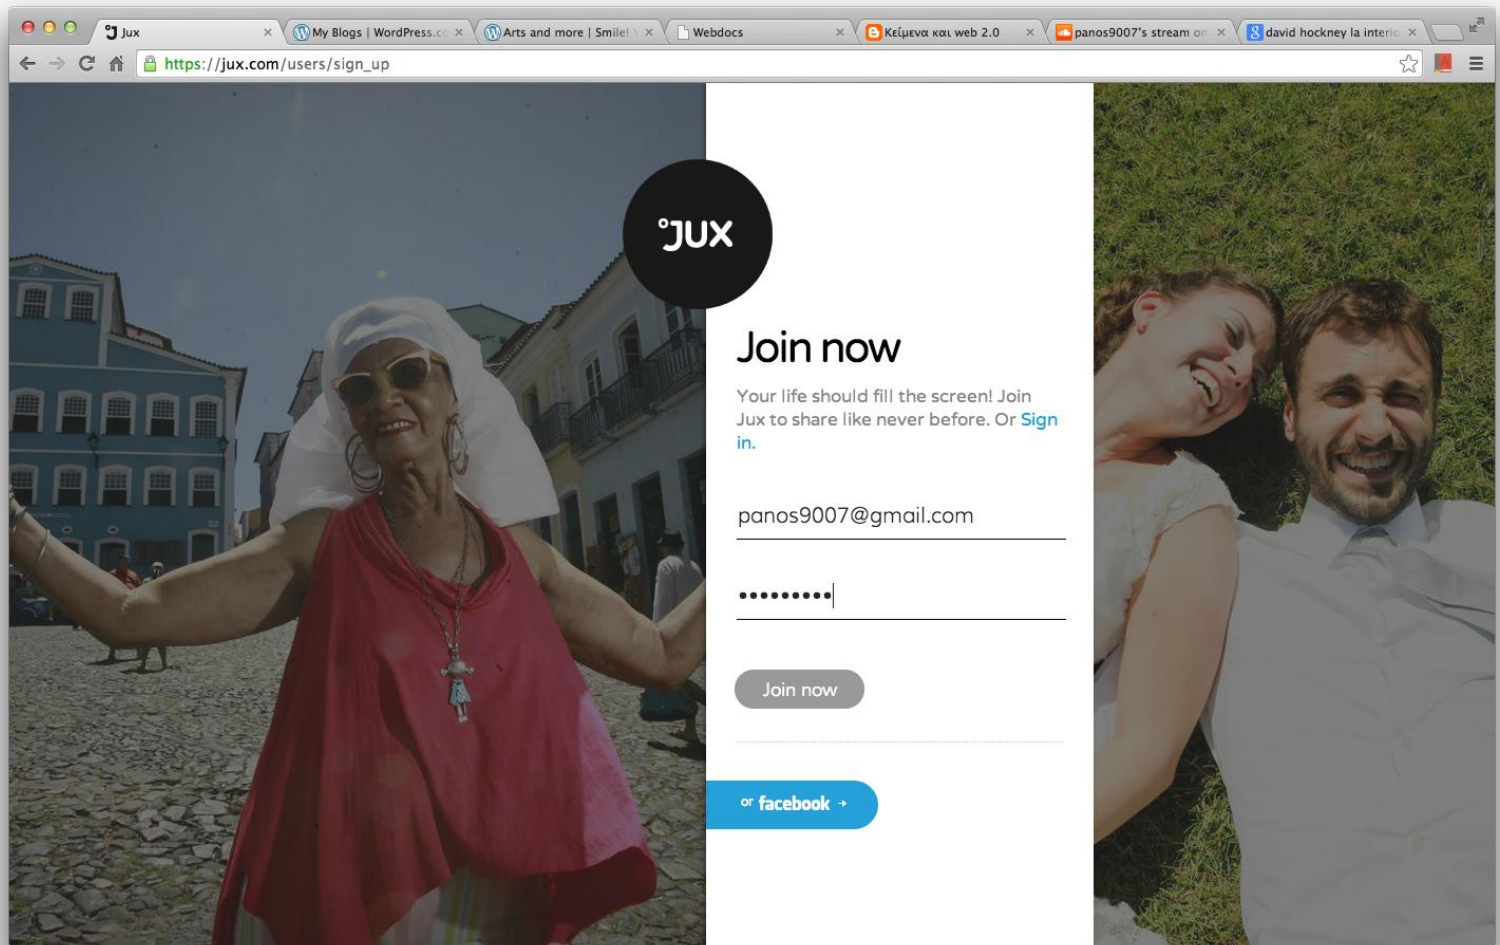 Jux
My Blogs | WordPress.c
Arts and more | Smile!
Webdocs
Κείμενα και web 2.0
panos9007's stream on
david hockney la interio
https://jux.com/users/sign_up
JUX
Join now
Your life should fill the screen! Join
Jux to share like never before. Or Sign
in.
panos9007@gmail.com
•••••••••
Join now
or facebook →